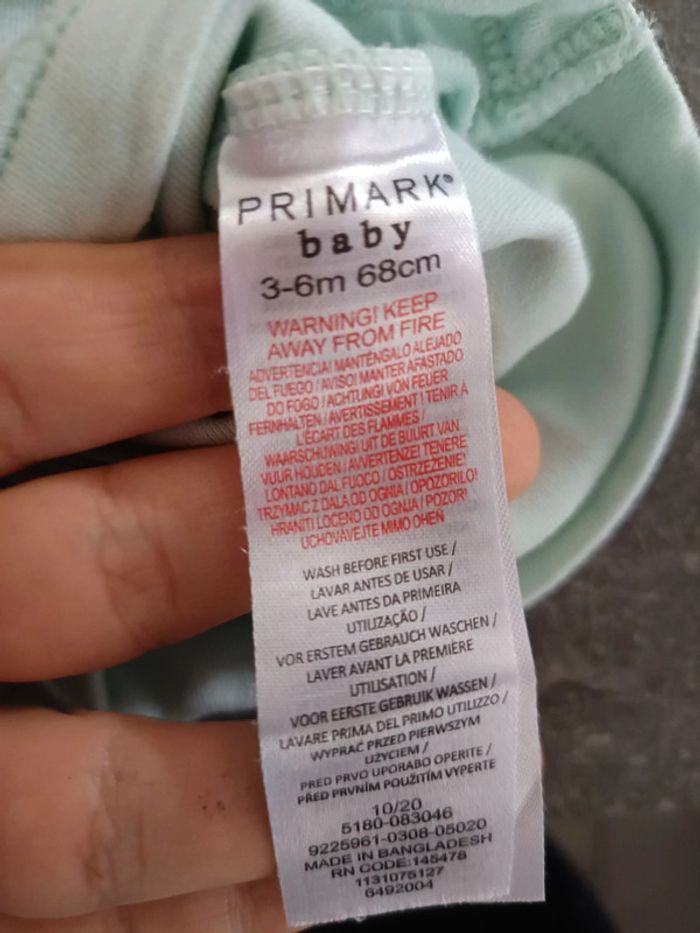 PRIMARK®
baby
3-6m 68cm
WARNING! KEEP
AWAY FROM FIRE
ADVERTENCIA! MANTÉNGALO ALEJADO
DEL FUEGO / AVISO! MANTER AFASTADO
DO FOGO / ACHTUNG! VON FEUER
FERNHALTEN / AVERTISSEMENT ! TENIR À
L'ÉCART DES FLAMMES /
WAARSCHUWING! UIT DE BUURT VAN
VUUR HOUDEN / AVVERTENZE! TENERE
LONTANO DAL FUOCO / OSTRZEŻENIE!
TRZYMAĆ Z DALA OD OGNIA / OPOZORILO!
HRANITI LOČENO OD OGNJA / POZOR!
UCHOVÁVEJTE MIMO OHEŇ
WASH BEFORE FIRST USE /
LAVAR ANTES DE USAR /
LAVE ANTES DA PRIMEIRA
UTILIZAÇÃO /
VOR ERSTEM GEBRAUCH WASCHEN /
LAVER AVANT LA PREMIÈRE
UTILISATION /
VOOR EERSTE GEBRUIK WASSEN /
LAVARE PRIMA DEL PRIMO UTILIZZO /
WYPRAĆ PRZED PIERWSZYM
UŻYCIEM /
PRED PRVO UPORABO OPERITE /
PŘED PRVNÍM POUŽITÍM VYPERTE
10/20
5180-083046
9225961-0308-05020
MADE IN BANGLADESH
RN CODE:145478
1131075127
6492004